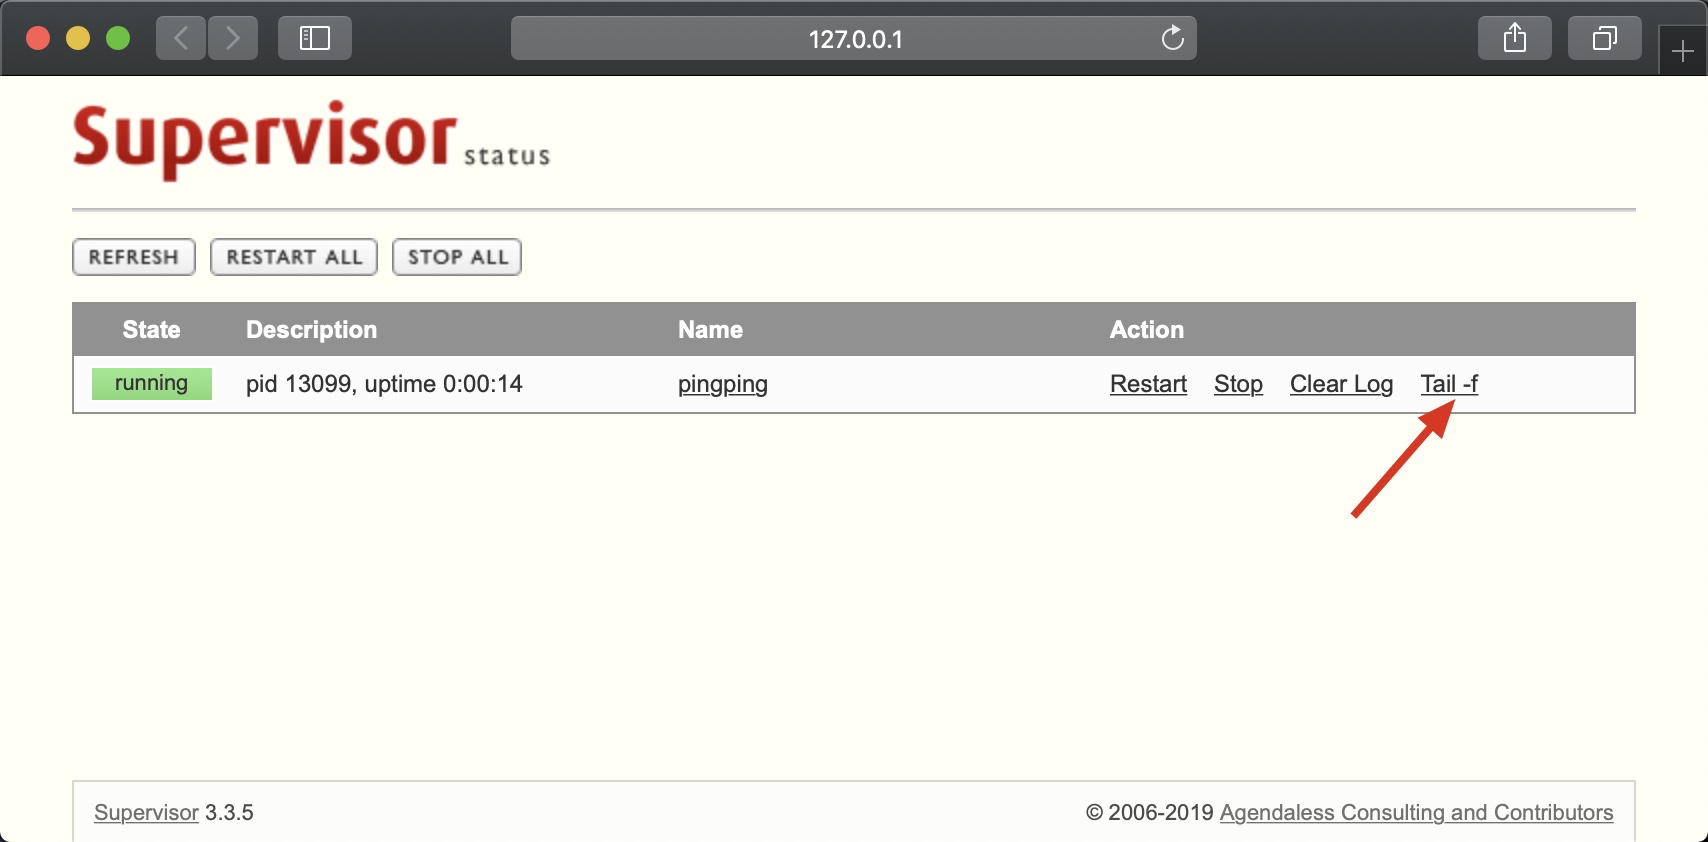 127.0.0.1
Supervisor status
REFRESH RESTART ALL STOP ALL
State Description Name Action
running pid 13099, uptime 0:00:14 pingping Restart Stop Clear Log Tail -f
Supervisor 3.3.5 © 2006-2019 Agendaless Consulting and Contributors